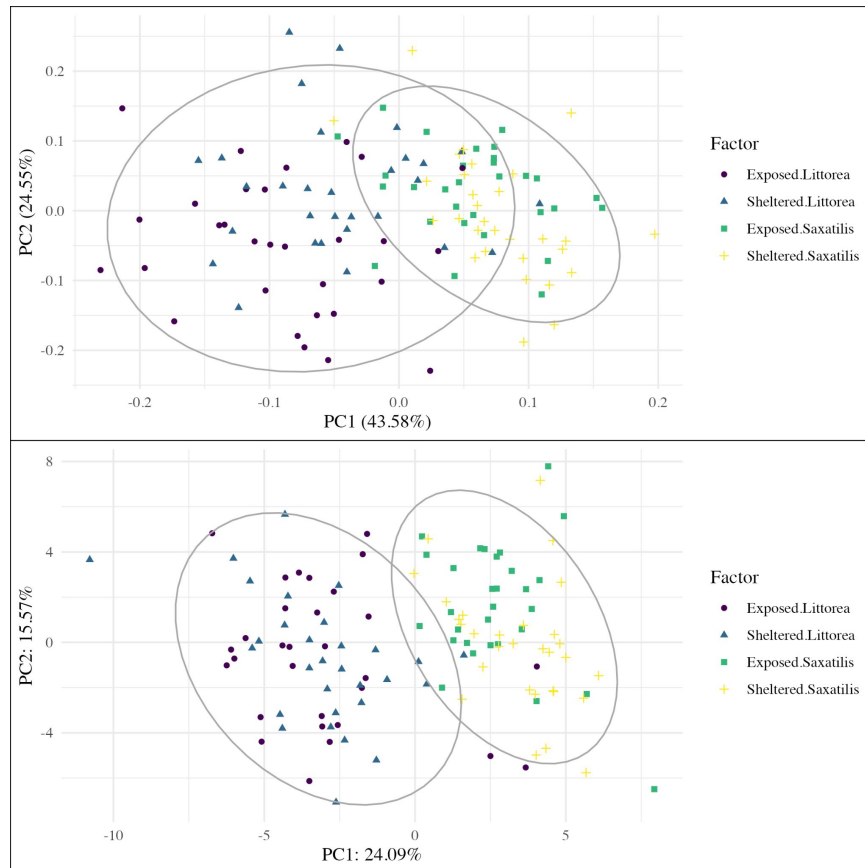 0.2
0.1
0.0
-0.1
-0.2
PC2 (24.55%)
-0.2 -0.1 0.0 0.1 0.2
PC1 (43.58%)
Factor
Exposed.Littorea
Sheltered.Littorea
Exposed.Saxatilis
Sheltered.Saxatilis
8
4
0
-4
PC2: 15.57%
-10 -5 0 5
PC1: 24.09%
Factor
Exposed.Littorea
Sheltered.Littorea
Exposed.Saxatilis
Sheltered.Saxatilis